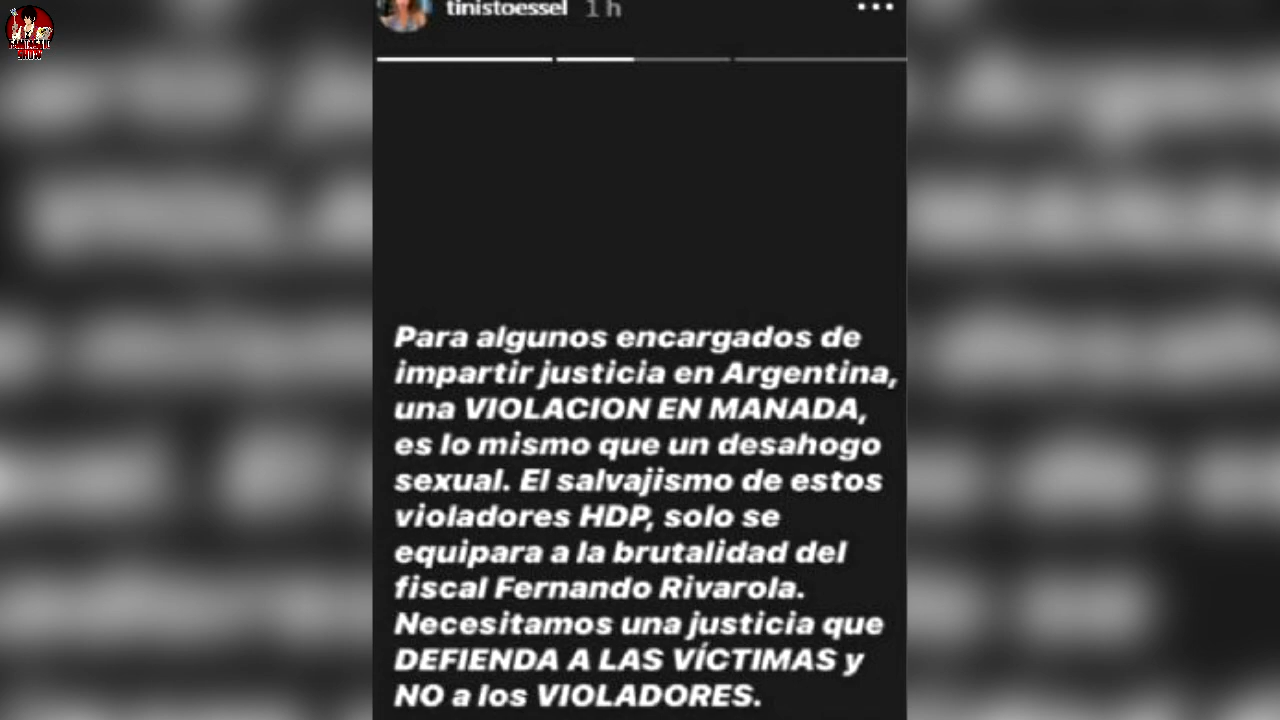 FANTASTIC
SHOW
tinistoessel 1 h
Para algunos encargados de
impartir justicia en Argentina,
una VIOLACION EN MANADA,
es lo mismo que un desahogo
sexual. El salvajismo de estos
violadores HDP, solo se
equipara a la brutalidad del
fiscal Fernando Rivarola.
Necesitamos una justicia que
DEFIENDA A LAS VÍCTIMAS y
NO a los VIOLADORES.